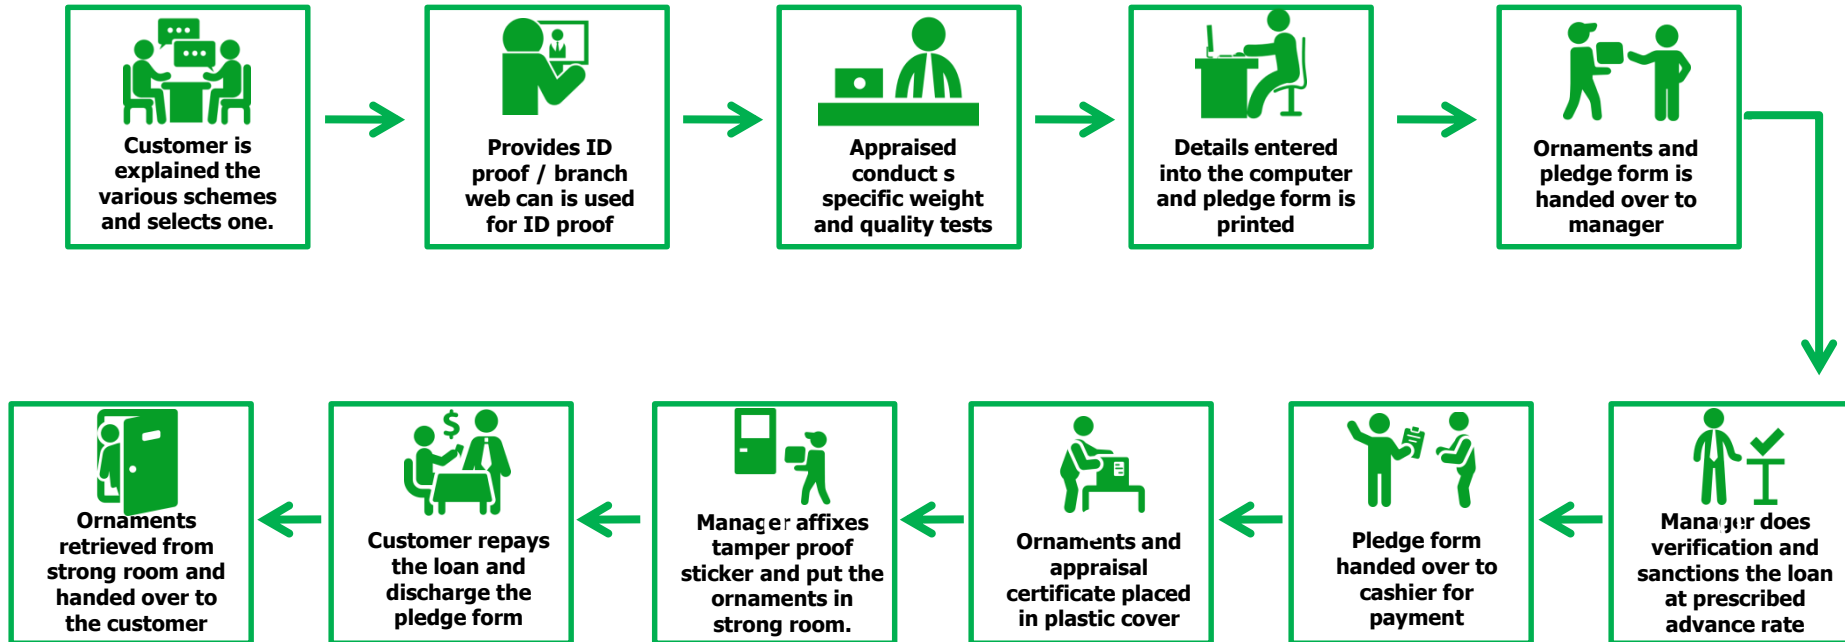 Customer is
explained the
various schemes
and selects one.
Provides ID
proof / branch
web can is used
for ID proof
Appraised
conduct s
specific weight
and quality tests
Details entered
into the computer
and pledge form is
printed
Ornaments and
pledge form is
handed over to
manager
Manager does
verification and
sanctions the loan
at prescribed
advance rate
Pledge form
handed over to
cashier for
payment
Ornaments and
appraisal
certificate placed
in plastic cover
Manager affixes
tamper proof
sticker and put the
ornaments in
strong room.
$
Customer repays
the loan and
discharge the
pledge form
Ornaments
retrieved from
strong room and
handed over to
the customer